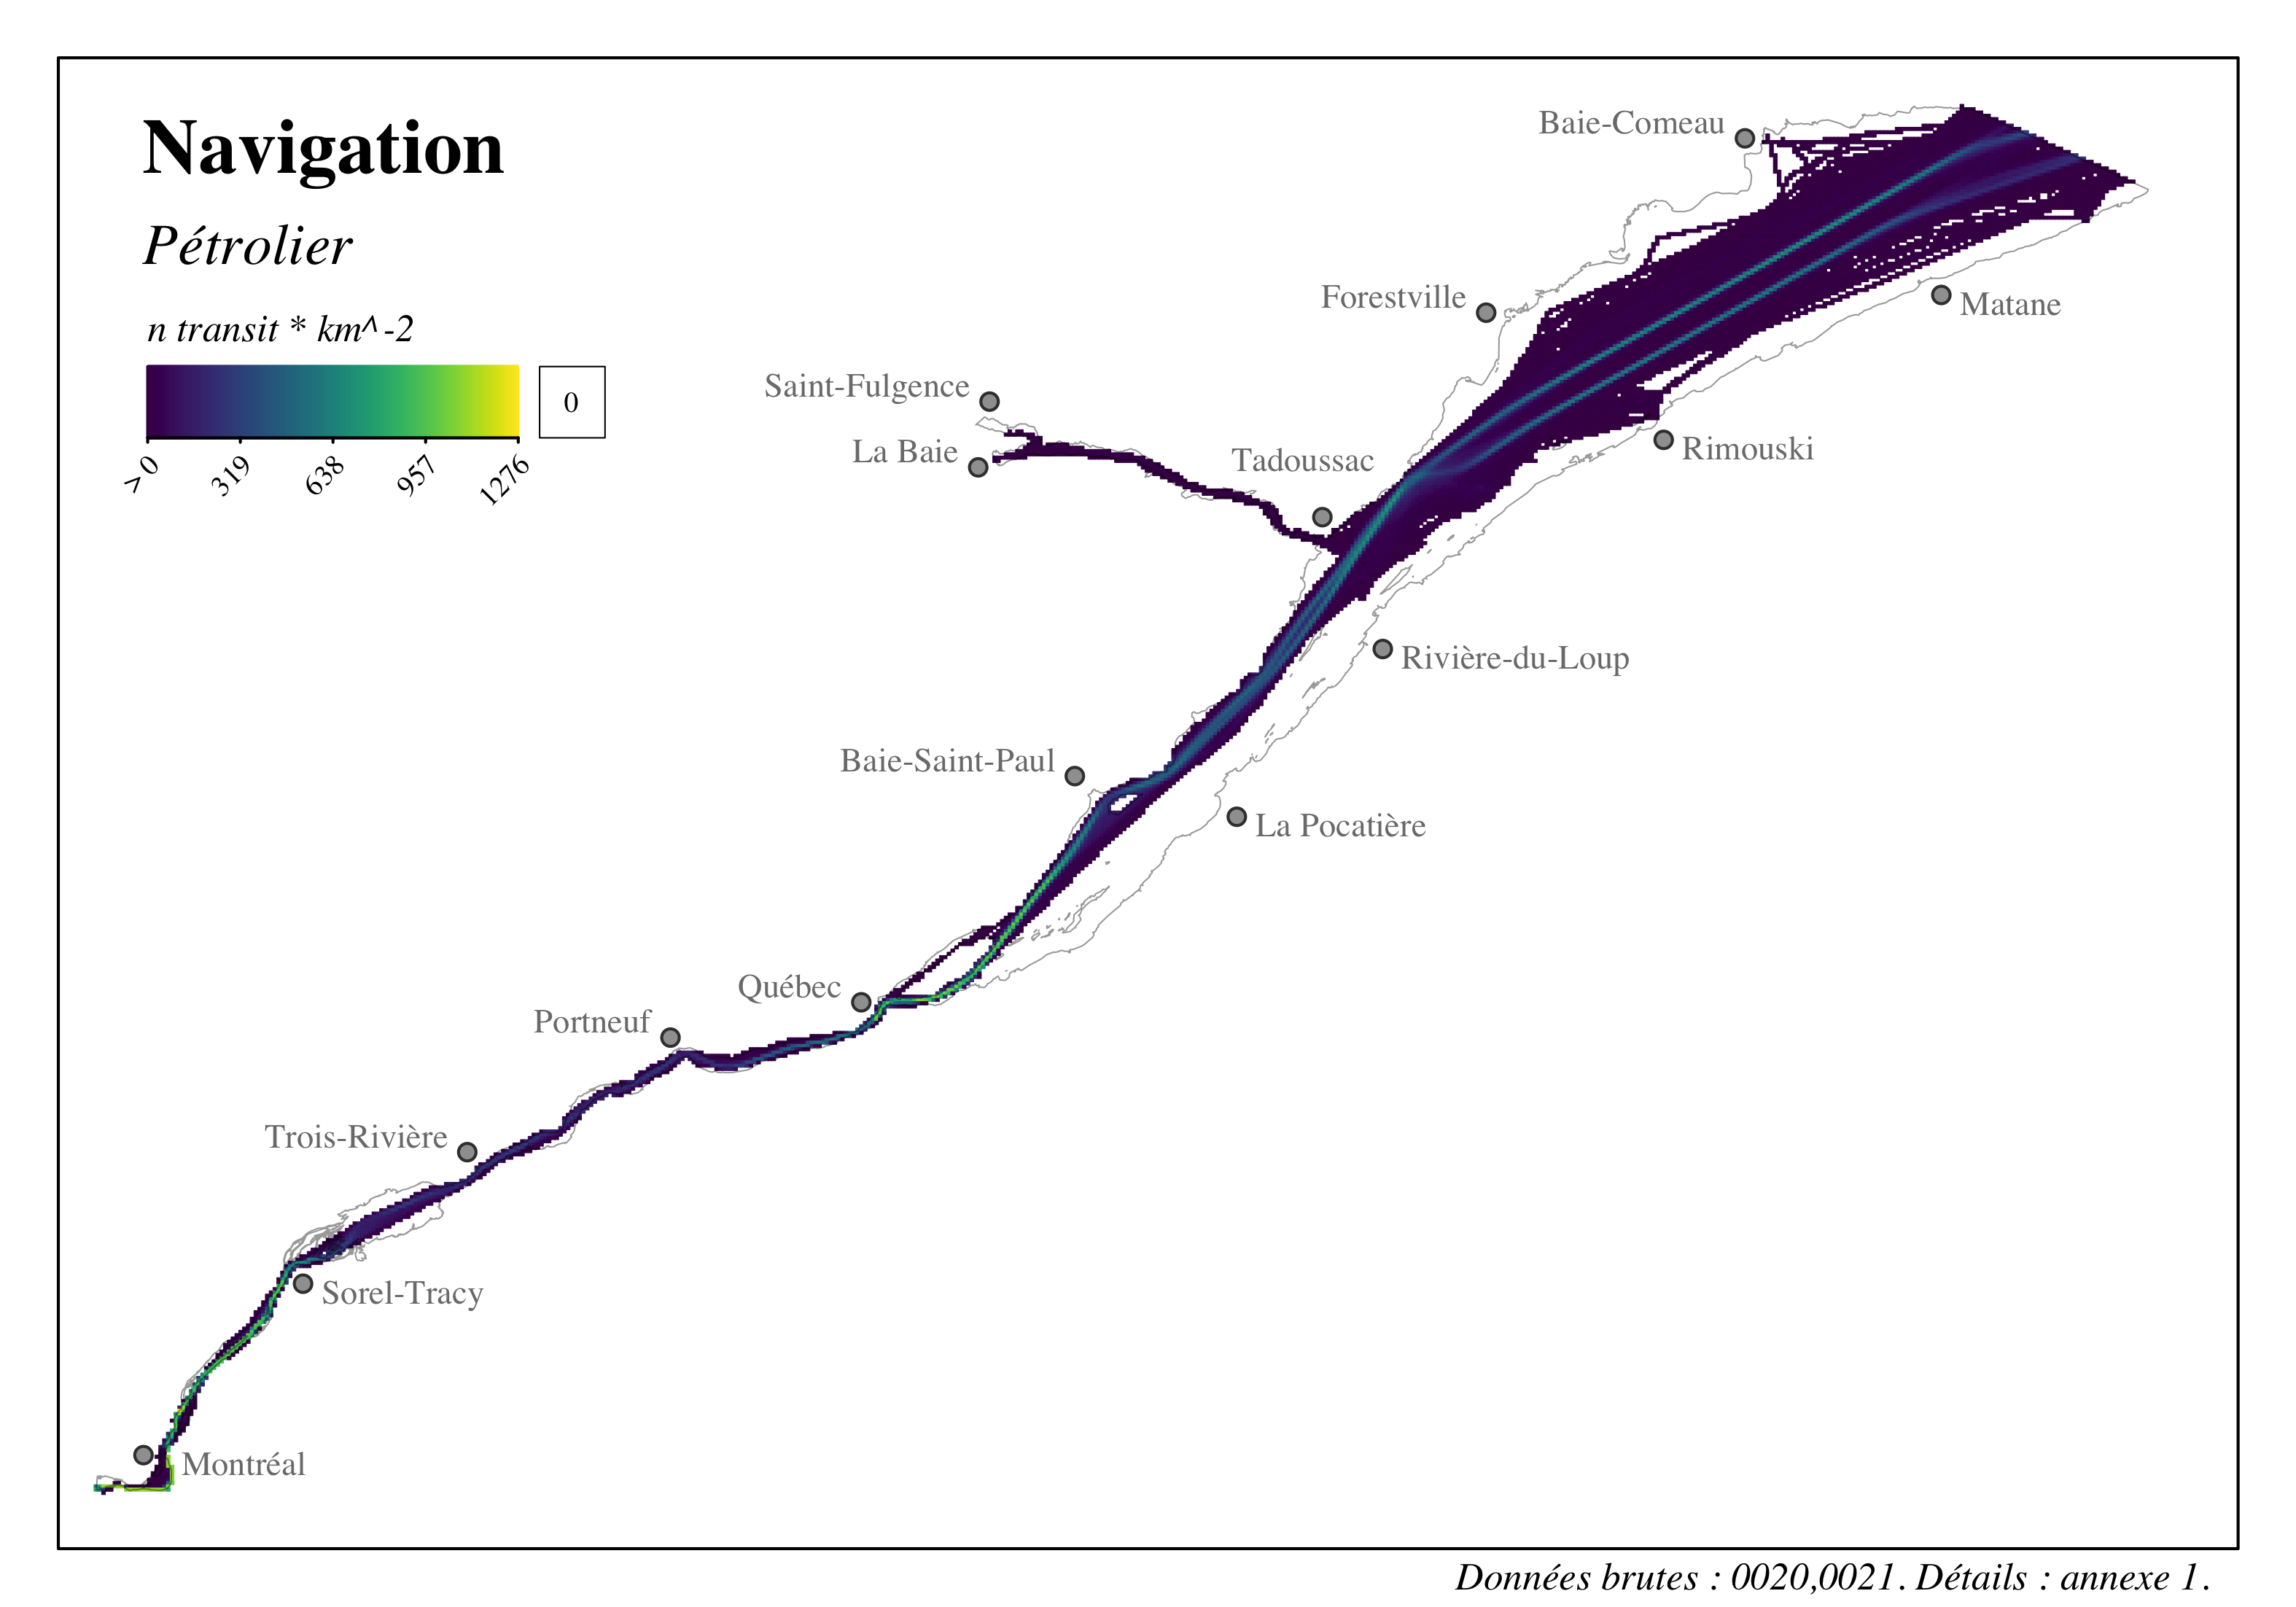 Navigation
Pétrolier
n transit * km^-2
0
> 0
319
638
957
1276
Baie-Comeau
Forestville
Matane
Saint-Fulgence
La Baie
Tadoussac
Rimouski
Rivière-du-Loup
Baie-Saint-Paul
La Pocatière
Québec
Portneuf
Trois-Rivière
Sorel-Tracy
Montréal
Données brutes : 0020,0021. Détails : annexe 1.